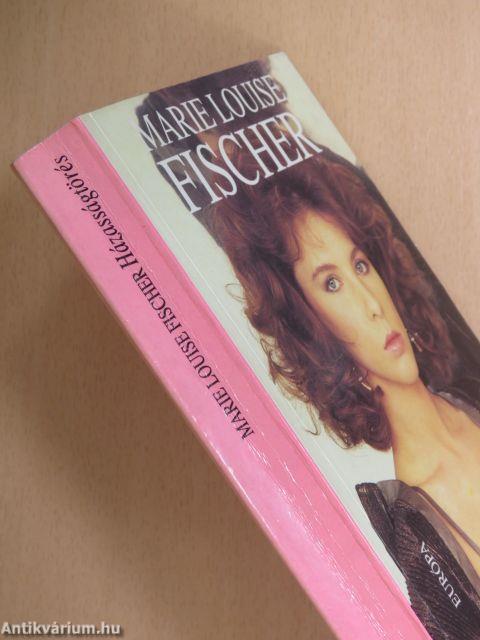 MARIE LOUISE
FISCHER
MARIE LOUISE FISCHER Házasságtörés
EURÓPA
Antikvárium.hu